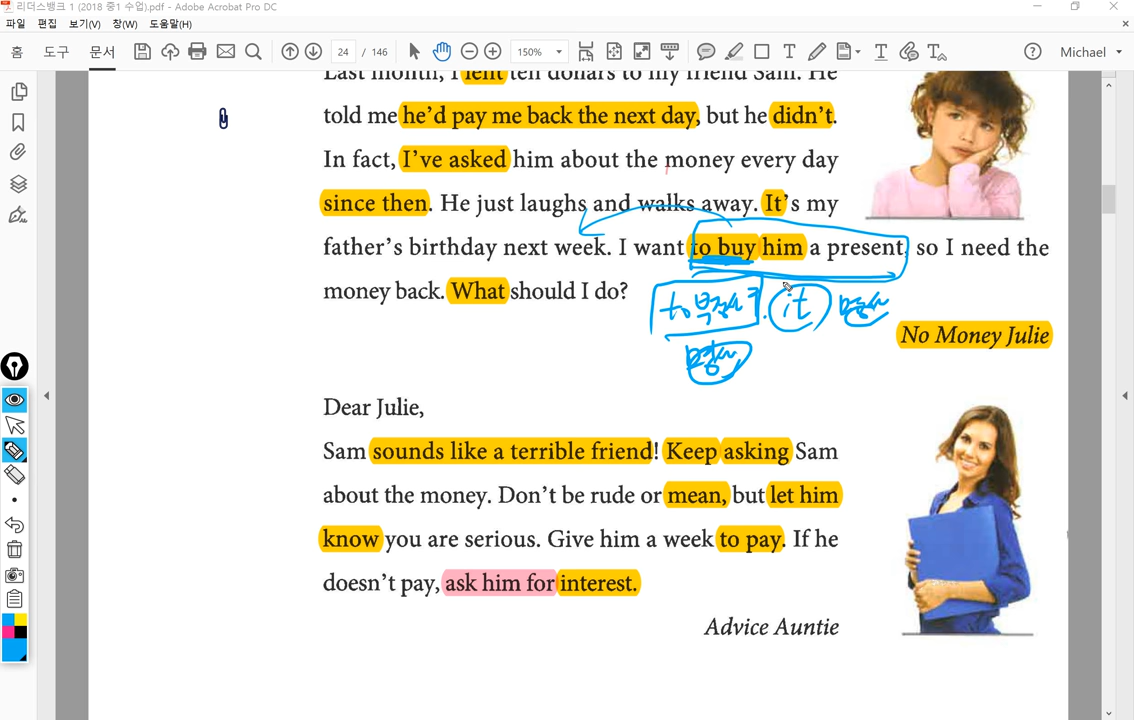 리더스뱅크 1 (2018 중1 수업).pdf - Adobe Acrobat Pro DC
파일 편집 보기(V) 창(W) 도움말(H)
홈 도구 문서 24 / 146 150% Michael
Last month, I lent ten dollars to my friend Sam. He
told me he'd pay me back the next day, but he didn't.
In fact, I've asked him about the money every day
since then. He just laughs and walks away. It's my
father's birthday next week. I want to buy him a present, so I need the
money back. What should I do?
to부정사 it
No Money Julie
Dear Julie,
Sam sounds like a terrible friend! Keep asking Sam
about the money. Don't be rude or mean, but let him
know you are serious. Give him a week to pay. If he
doesn't pay, ask him for interest.
Advice Auntie